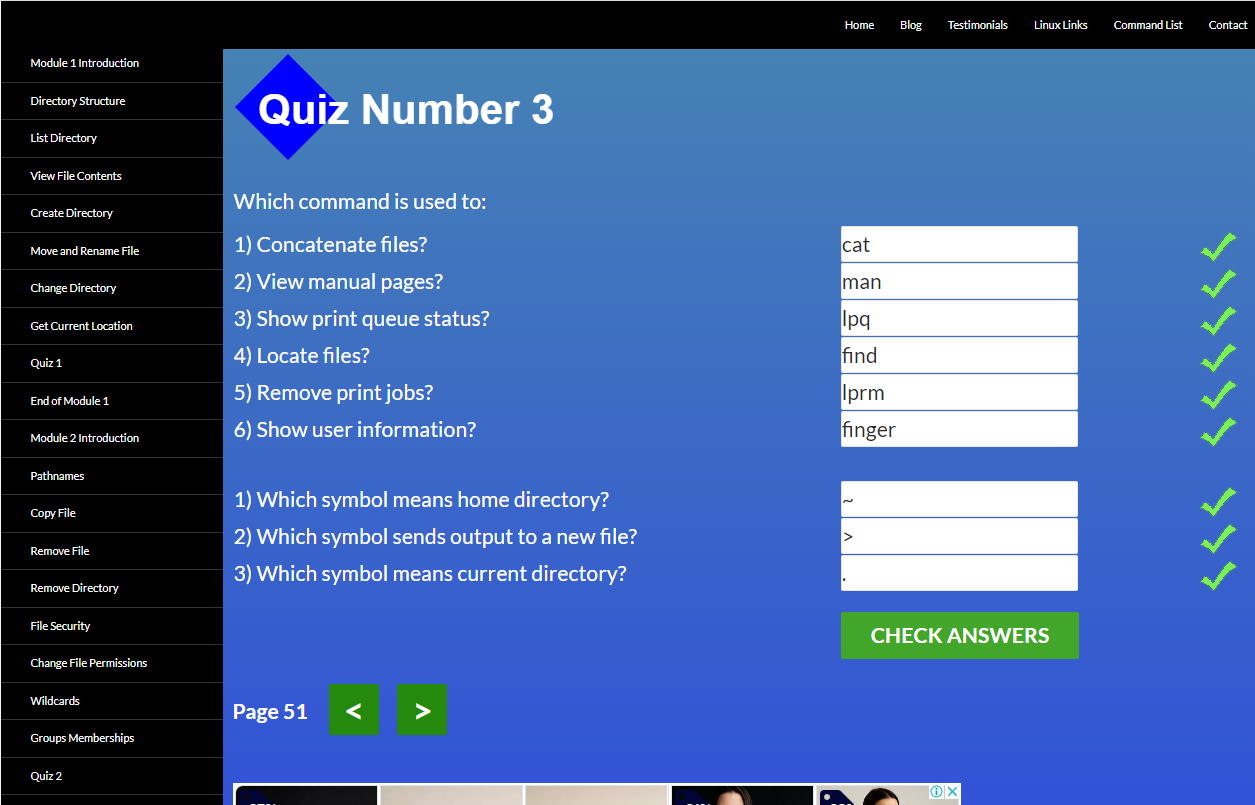 Home Blog Testimonials Linux Links Command List Contact
Module 1 Introduction
Directory Structure
List Directory
View File Contents
Create Directory
Move and Rename File
Change Directory
Get Current Location
Quiz 1
End of Module 1
Module 2 Introduction
Pathnames
Copy File
Remove File
Remove Directory
File Security
Change File Permissions
Wildcards
Groups Memberships
Quiz 2
Quiz Number 3
Which command is used to:
1) Concatenate files? cat
2) View manual pages? man
3) Show print queue status? lpq
4) Locate files? find
5) Remove print jobs? lprm
6) Show user information? finger
1) Which symbol means home directory? ~
2) Which symbol sends output to a new file? >
3) Which symbol means current directory? .
CHECK ANSWERS
Page 51 < >